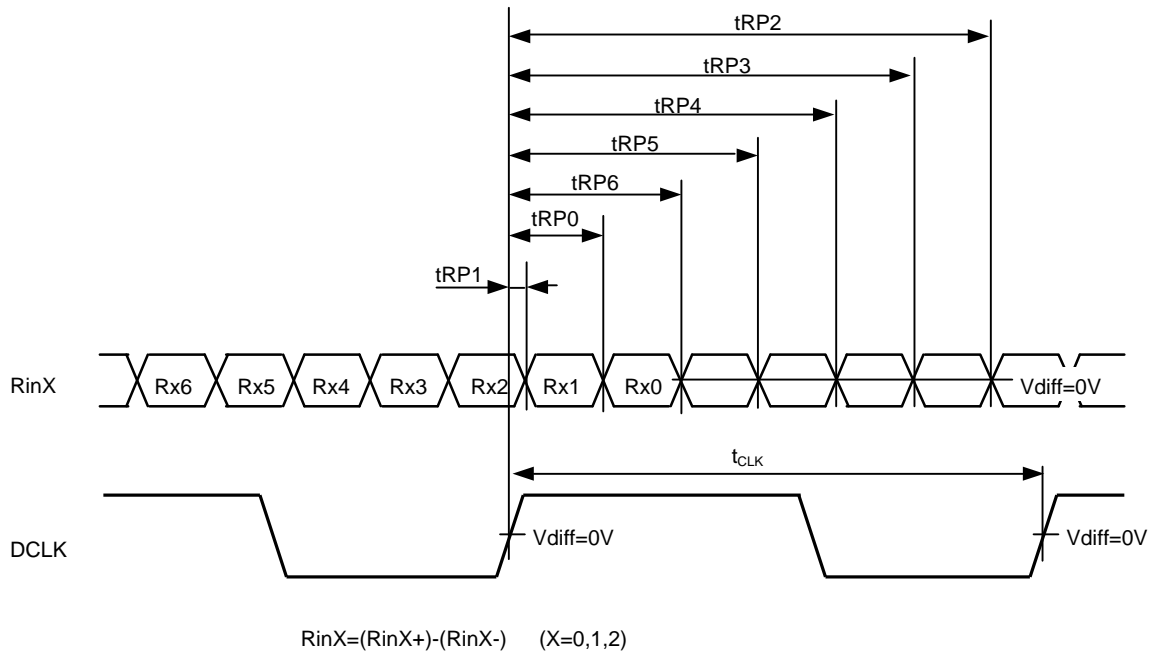 tRP2
tRP3
tRP4
tRP5
tRP6
tRP0
tRP1
RinX Rx6 Rx5 Rx4 Rx3 Rx2 Rx1 Rx0 Vdiff=0V
tCLK
DCLK Vdiff=0V Vdiff=0V
RinX=(RinX+)-(RinX-) (X=0,1,2)